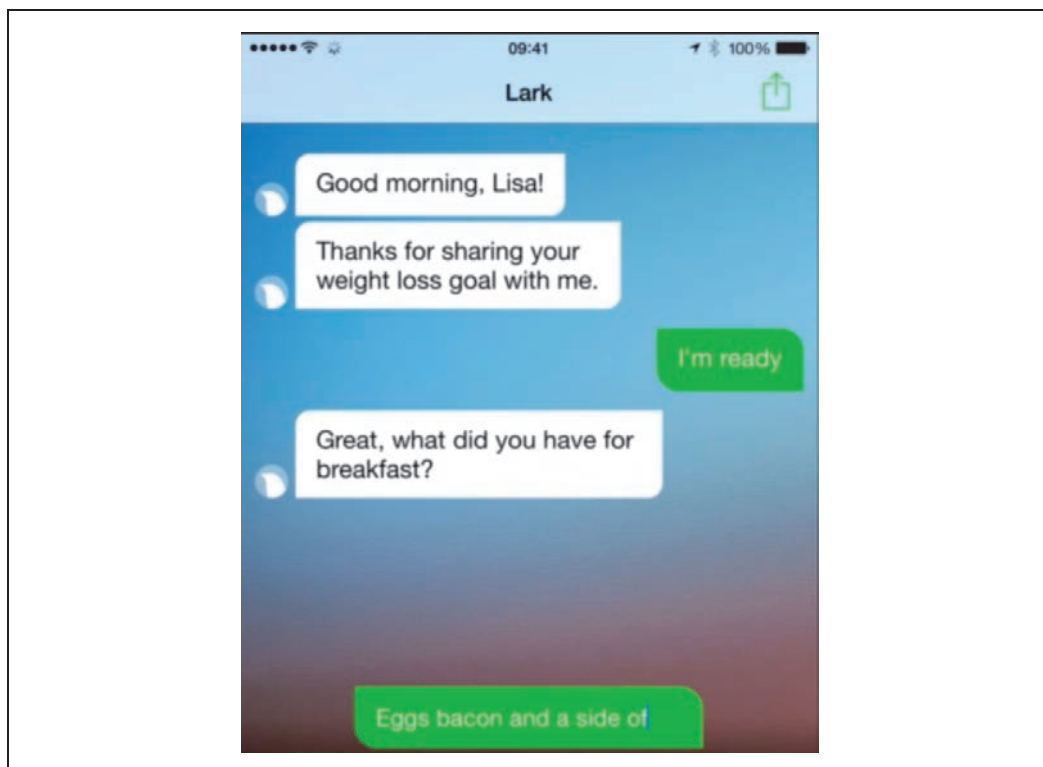 09:41
100%
Lark
Good morning, Lisa!
Thanks for sharing your
weight loss goal with me.
I'm ready
Great, what did you have for
breakfast?
Eggs bacon and a side of